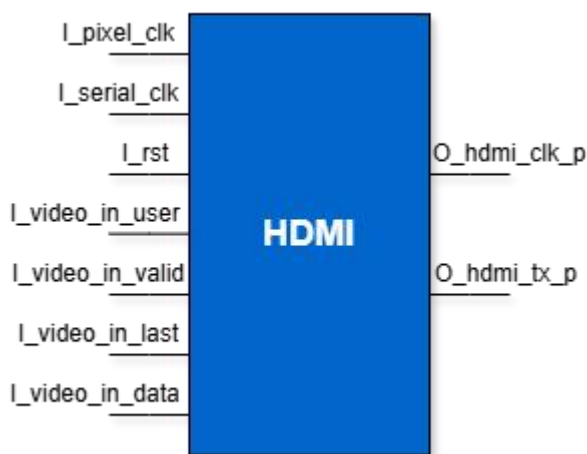 I_pixel_clk
I_serial_clk
I_rst
I_video_in_user
I_video_in_valid
I_video_in_last
I_video_in_data
HDMI
O_hdmi_clk_p
O_hdmi_tx_p